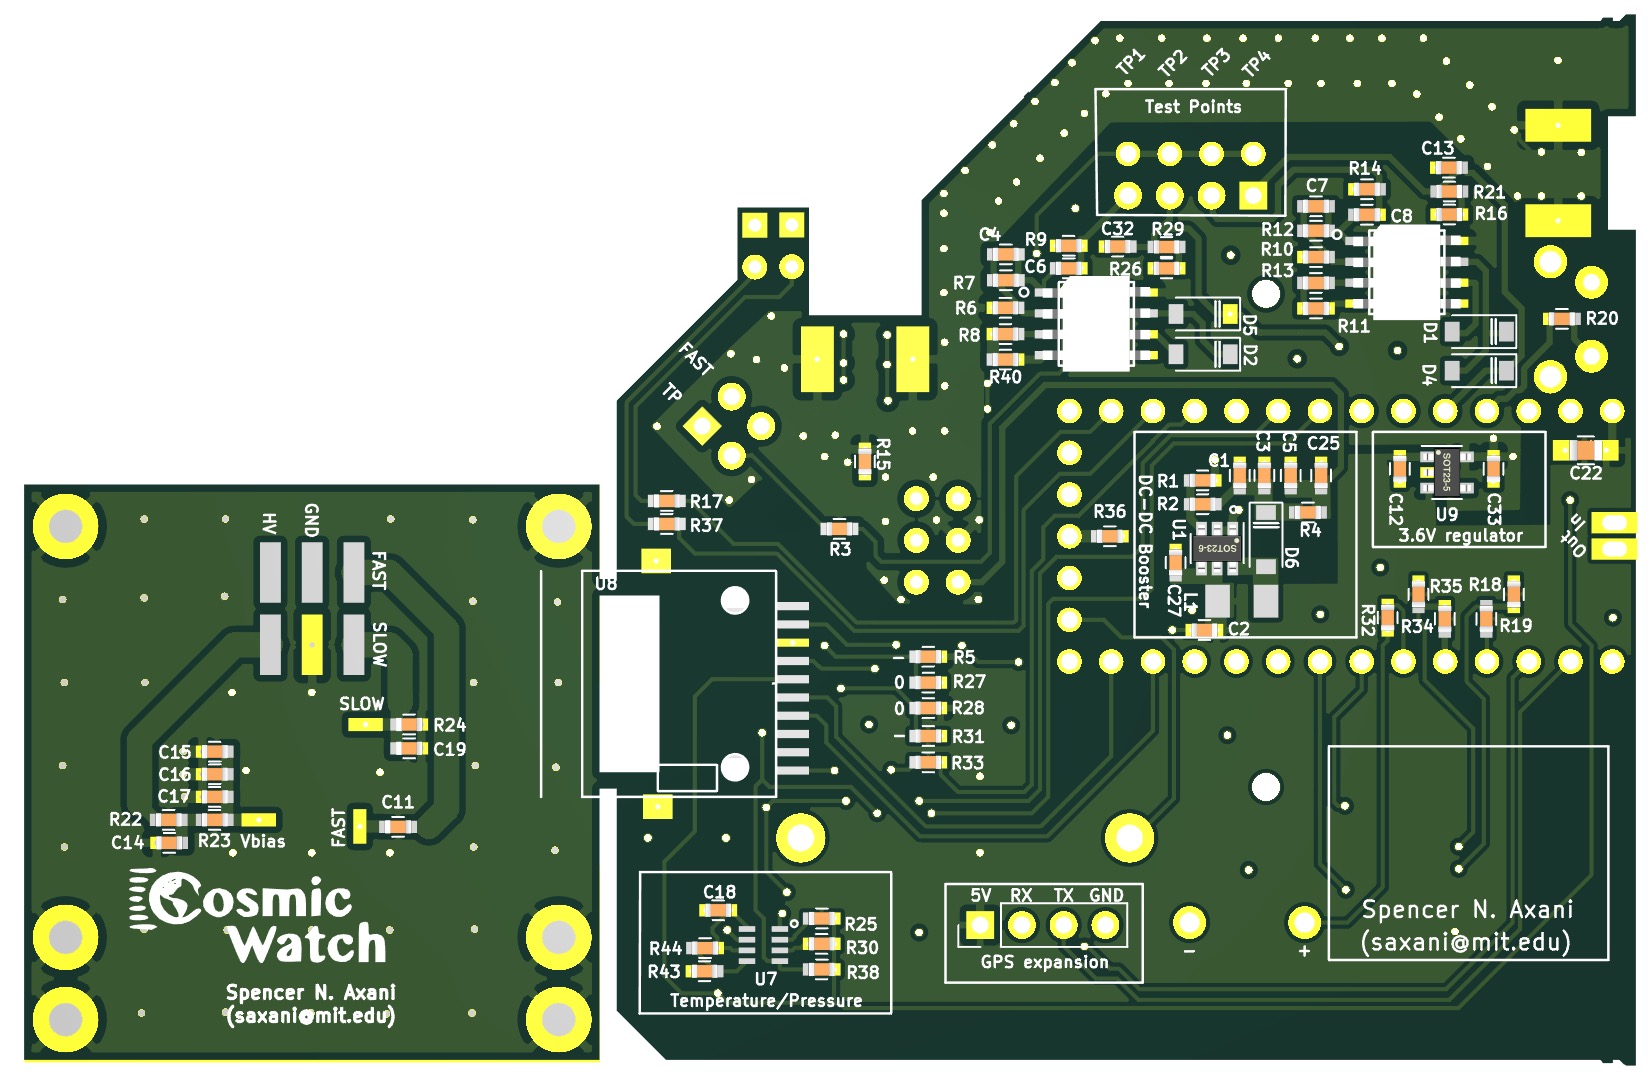 TP1 TP2 TP3 TP4
Test Points
C13
R14
C7
R21
R16
C8
R12
R10
R13
R11
C4
R9
C32
R29
C6
R26
R7
R6
R8
R40
D5
D2
D1
D4
R20
FAST
TP
R15
R3
R17
R37
U8
R36
C1
C3
C5
C25
R1
R2
U1
SOT23-6
R4
D6
C27
L1
C2
DC-DC Booster
SOT23-5
C12
U9
C33
3.6V regulator
C22
In
Out
R35
R18
R32
R34
R19
HV
GND
FAST
SLOW
SLOW
R24
C19
C15
C16
C17
R22
R23
Vbias
C14
FAST
C11
Cosmic
Watch
Spencer N. Axani
(saxani@mit.edu)
- R5
0 R27
0 R28
- R31
R33
C18
R25
R44
R30
R43
R38
U7
Temperature/Pressure
5V RX TX GND
GPS expansion
- +
Spencer N. Axani
(saxani@mit.edu)